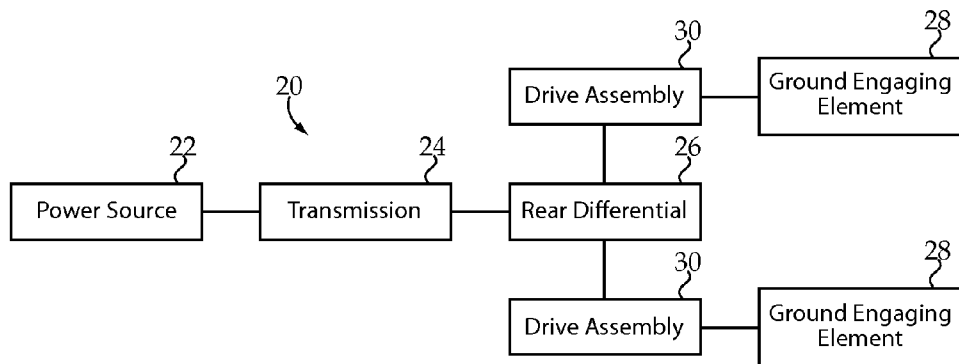 30
28
Drive Assembly
Ground Engaging
Element
20
22
24
26
Power Source
Transmission
Rear Differential
30
28
Drive Assembly
Ground Engaging
Element